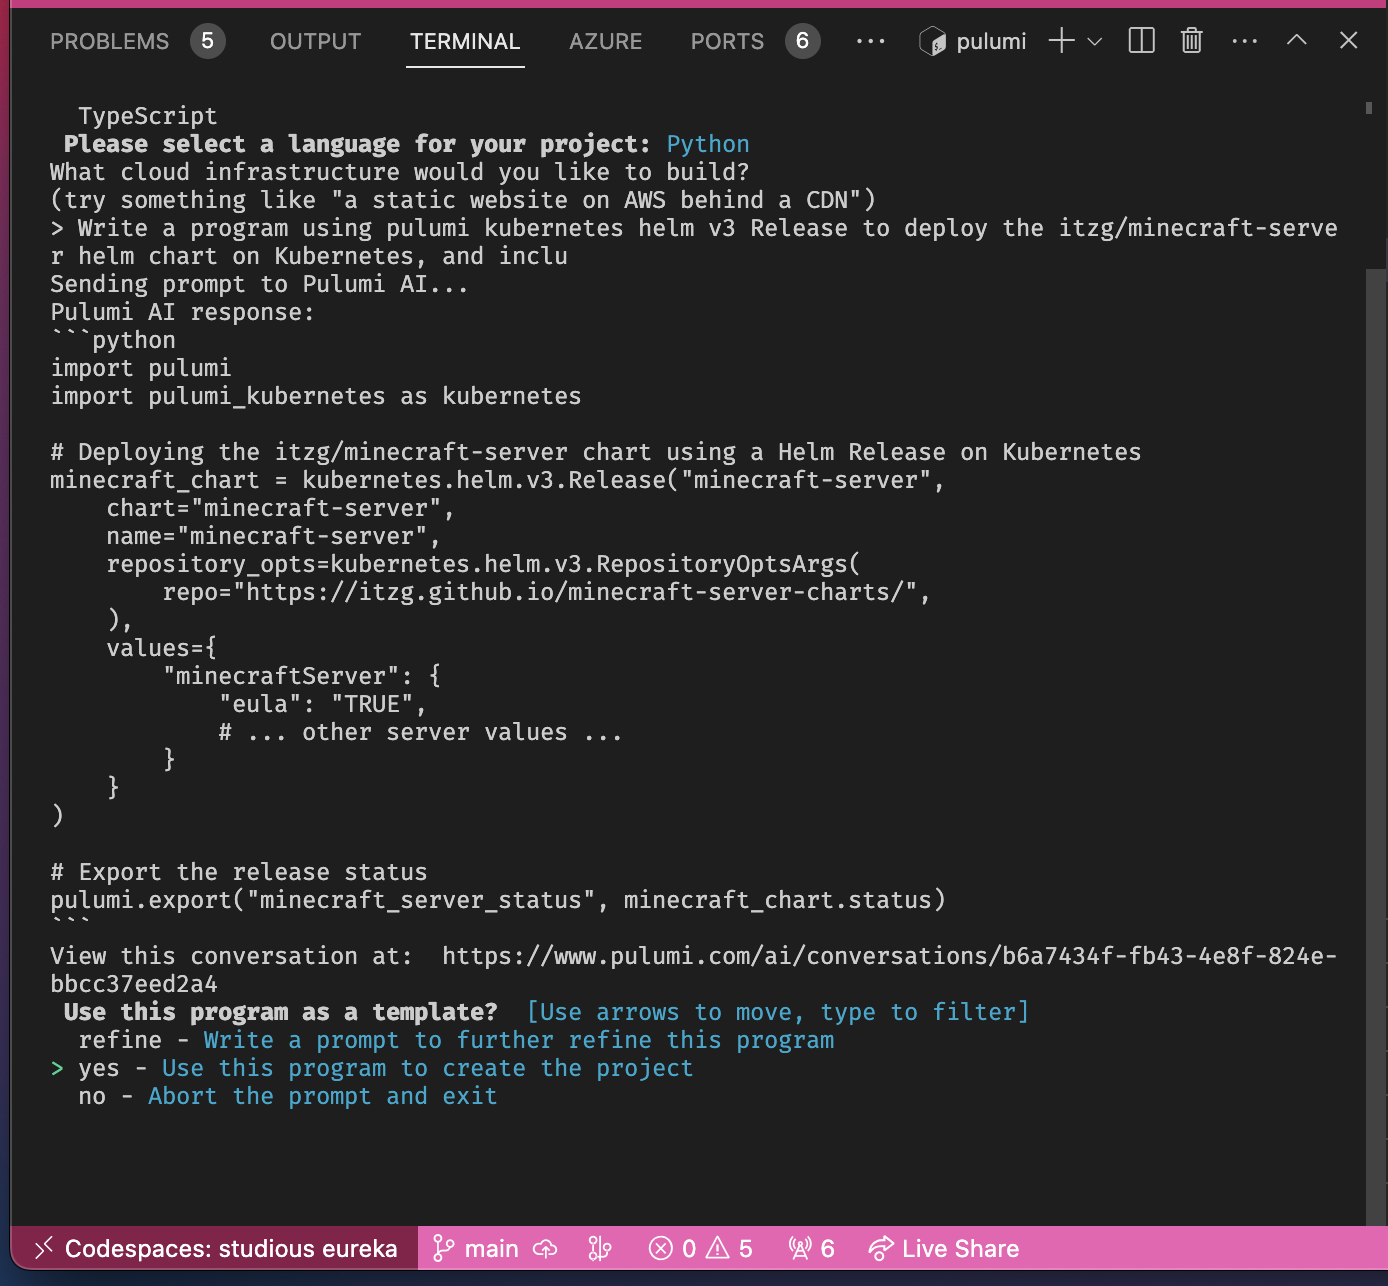 PROBLEMS 5 OUTPUT TERMINAL AZURE PORTS 6 ... pulumi
  TypeScript
 Please select a language for your project: Python
What cloud infrastructure would you like to build?
(try something like "a static website on AWS behind a CDN")
> Write a program using pulumi kubernetes helm v3 Release to deploy the itzg/minecraft-serve
r helm chart on Kubernetes, and inclu
Sending prompt to Pulumi AI...
Pulumi AI response:
```python
import pulumi
import pulumi_kubernetes as kubernetes

# Deploying the itzg/minecraft-server chart using a Helm Release on Kubernetes
minecraft_chart = kubernetes.helm.v3.Release("minecraft-server",
    chart="minecraft-server",
    name="minecraft-server",
    repository_opts=kubernetes.helm.v3.RepositoryOptsArgs(
        repo="https://itzg.github.io/minecraft-server-charts/",
    ),
    values={
        "minecraftServer": {
            "eula": "TRUE",
            # ... other server values ...
        }
    }
)

# Export the release status
pulumi.export("minecraft_server_status", minecraft_chart.status)
```
View this conversation at:  https://www.pulumi.com/ai/conversations/b6a7434f-fb43-4e8f-824e-
bbcc37eed2a4
 Use this program as a template?  [Use arrows to move, type to filter]
  refine - Write a prompt to further refine this program
> yes - Use this program to create the project
  no - Abort the prompt and exit
Codespaces: studious eureka main 0 5 6 Live Share